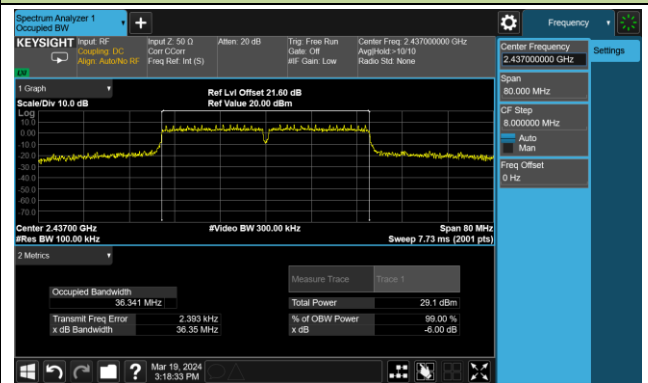 Spectrum Analyzer 1
Occupied BW
Frequency
KEYSIGHT
Input: RF
Coupling: DC
Align: Auto/No RF
Input Z: 50 Ω
Corr CCorr
Freq Ref: Int (S)
Atten: 20 dB
Trig: Free Run
Gate: Off
#IF Gain: Low
Center Freq: 2.437000000 GHz
Avg|Hold:>10/10
Radio Std: None
Center Frequency
2.437000000 GHz
Settings
Span
80.000 MHz
CF Step
8.000000 MHz
Auto
Man
Freq Offset
0 Hz
1 Graph
Scale/Div 10.0 dB
Ref Lvl Offset 21.60 dB
Ref Value 20.00 dBm
Log
10.0
0.00
-10.0
-20.0
-30.0
-40.0
-50.0
-60.0
-70.0
Center 2.43700 GHz
#Res BW 100.00 kHz
#Video BW 300.00 kHz
Span 80 MHz
Sweep 7.73 ms (2001 pts)
2 Metrics
Measure Trace
Trace 1
Occupied Bandwidth
36.341 MHz
Total Power
29.1 dBm
Transmit Freq Error
2.393 kHz
% of OBW Power
99.00 %
x dB Bandwidth
36.35 MHz
x dB
-6.00 dB
Mar 19, 2024
3:18:33 PM